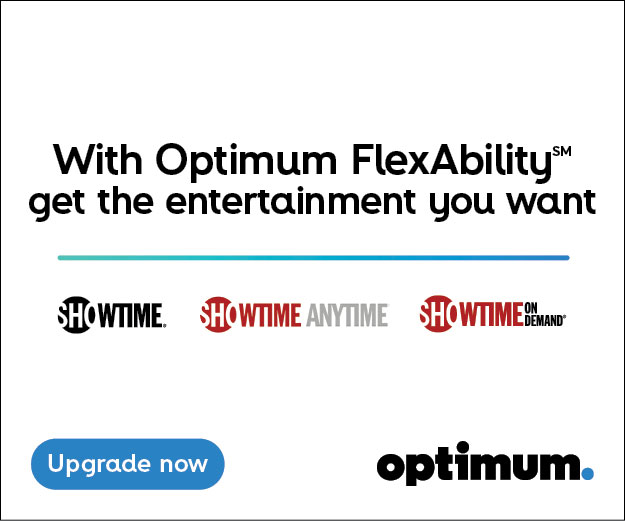 With Optimum FlexAbility℠
get the entertainment you want
SHOWTIME® SHOWTIME ANYTIME SHOWTIME ON DEMAND®
Upgrade now optimum.